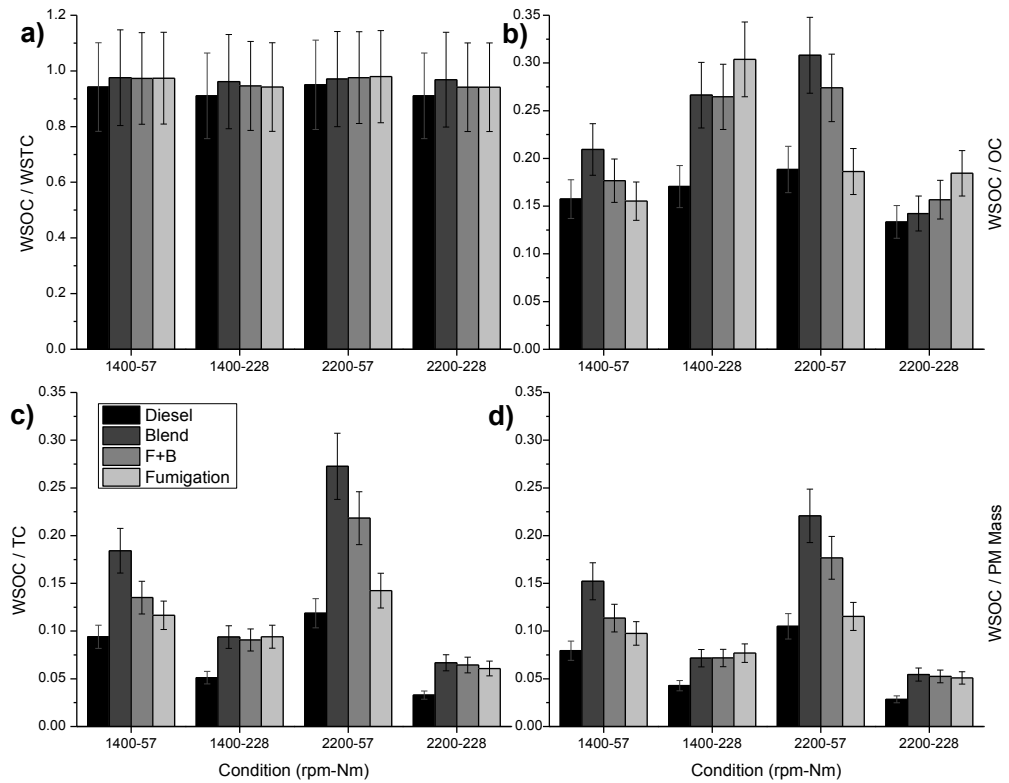 a)
1.2
1.0
0.8
0.6
0.4
0.2
0.0
WSOC / WSTC
1400-57 1400-228 2200-57 2200-228
b)
0.35
0.30
0.25
0.20
0.15
0.10
0.05
0.00
WSOC / OC
1400-57 1400-228 2200-57 2200-228
c)
0.35
0.30
0.25
0.20
0.15
0.10
0.05
0.00
WSOC / TC
Diesel
Blend
F+B
Fumigation
1400-57 1400-228 2200-57 2200-228
Condition (rpm-Nm)
d)
0.35
0.30
0.25
0.20
0.15
0.10
0.05
0.00
WSOC / PM Mass
1400-57 1400-228 2200-57 2200-228
Condition (rpm-Nm)